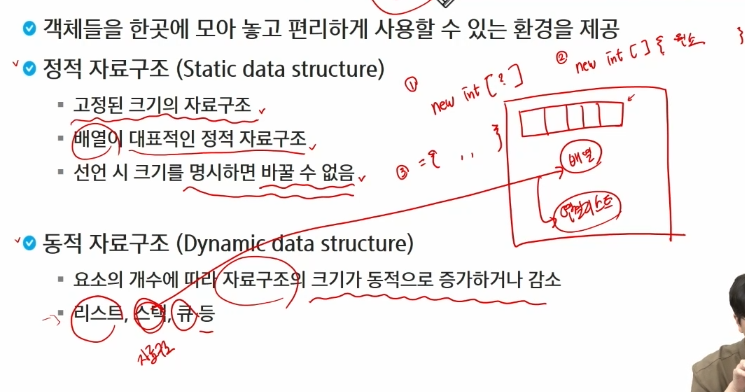 객체들을 한곳에 모아 놓고 편리하게 사용할 수 있는 환경을 제공
정적 자료구조 (Static data structure)
① new int [?]
② new int [] { 원소 }
고정된 크기의 자료구조
배열이 대표적인 정적 자료구조
③ = { , , }
배열
선언 시 크기를 명시하면 바꿀 수 없음
연결리스트
동적 자료구조 (Dynamic data structure)
요소의 개수에 따라 자료구조의 크기가 동적으로 증가하거나 감소
리스트, 스택, 큐 등
자료구조